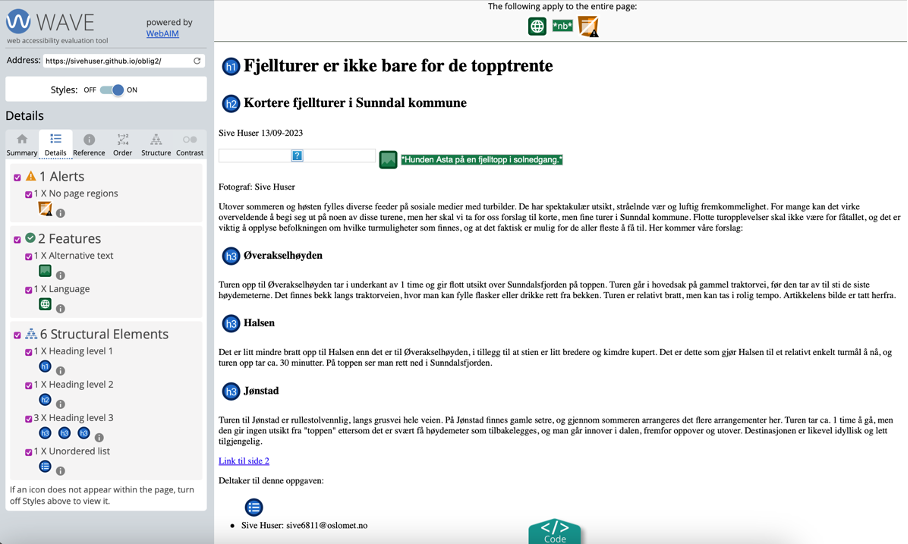 WAVE
web accessibility evaluation tool
powered by
WebAIM
Address: https://sivehuser.github.io/oblig2/
Styles: OFF ON
Details
Summary Details Reference Order Structure Contrast
1 Alerts
1 X No page regions
2 Features
1 X Alternative text
1 X Language
6 Structural Elements
1 X Heading level 1
h1
1 X Heading level 2
h2
3 X Heading level 3
h3 h3 h3
1 X Unordered list
If an icon does not appear within the page, turn
off Styles above to view it.
The following apply to the entire page:
*nb*
h1 Fjellturer er ikke bare for de topptrente
h2 Kortere fjellturer i Sunndal kommune
Sive Huser 13/09-2023
"Hunden Asta på en fjelltopp i solnedgang."
Fotograf: Sive Huser
Utover sommeren og høsten fylles diverse feeder på sosiale medier med turbilder. De har spektakulær utsikt, strålende vær og luftig fremkommelighet. For mange kan det virke
overveldende å begi seg ut på noen av disse turene, men her skal vi ta for oss forslag til korte, men fine turer i Sunndal kommune. Flotte turopplevelser skal ikke være for fåtallet, og det er
viktig å opplyse befolkningen om hvilke turmuligheter som finnes, og at det faktisk er mulig for de aller fleste å få til. Her kommer våre forslag:
h3 Øverakselhøyden
Turen opp til Øverakselhøyden tar i underkant av 1 time og gir flott utsikt over Sunndalsfjorden på toppen. Turen går i hovedsak på gammel traktorvei, før den tar av til sti de siste
høydemeterne. Det finnes bekk langs traktorveien, hvor man kan fylle flasker eller drikke rett fra bekken. Turen er relativt bratt, men kan tas i rolig tempo. Artikkelens bilde er tatt herfra.
h3 Halsen
Det er litt mindre bratt opp til Halsen enn det er til Øverakselhøyden, i tillegg til at stien er litt bredere og kimdre kupert. Det er dette som gjør Halsen til et relativt enkelt turmål å nå, og
turen opp tar ca. 30 minutter. På toppen ser man rett ned i Sunndalsfjorden.
h3 Jønstad
Turen til Jønstad er rullestolvennlig, langs grusvei hele veien. På Jønstad finnes gamle setre, og gjennom sommeren arrangeres det flere arrangementer her. Turen tar ca. 1 time å gå, men
den gir ingen utsikt fra "toppen" ettersom det er svært få høydemeter som tilbakelegges, og man går innover i dalen, fremfor oppover og utover. Destinasjonen er likevel idyllisk og lett
tilgjengelig.
Link til side 2
Deltaker til denne oppgaven:
Sive Huser: sive6811@oslomet.no
</>
Code